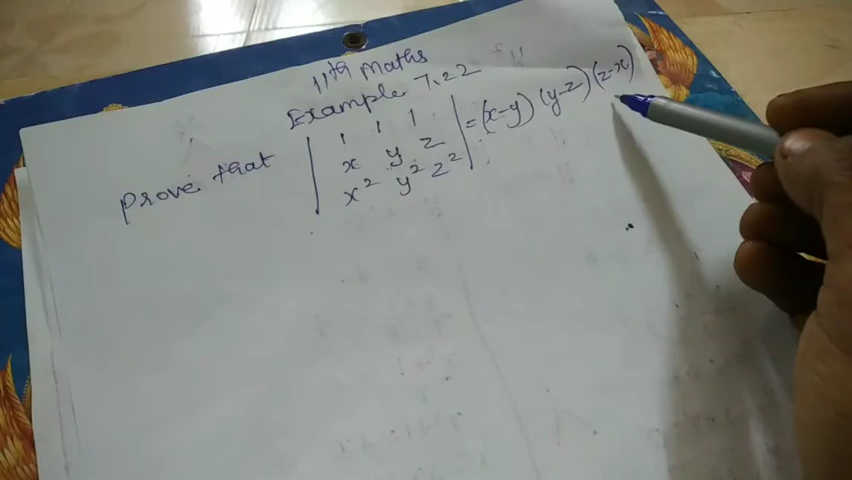 11th Maths
Example 7.22
prove that | 1 1 1 | = (x-y) (y-z) (z-x)
x y z
x² y² z²